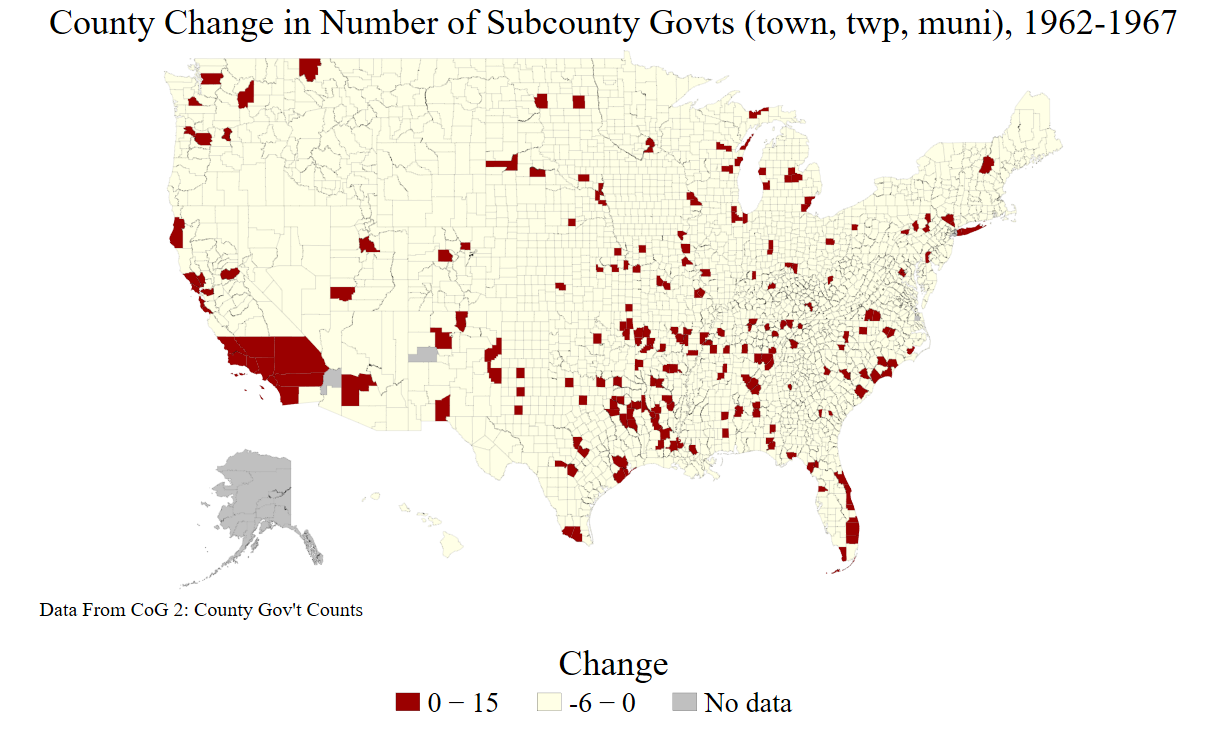 County Change in Number of Subcounty Govts (town, twp, muni), 1962-1967
Data From CoG 2: County Gov't Counts
Change
0 − 15 -6 − 0 No data